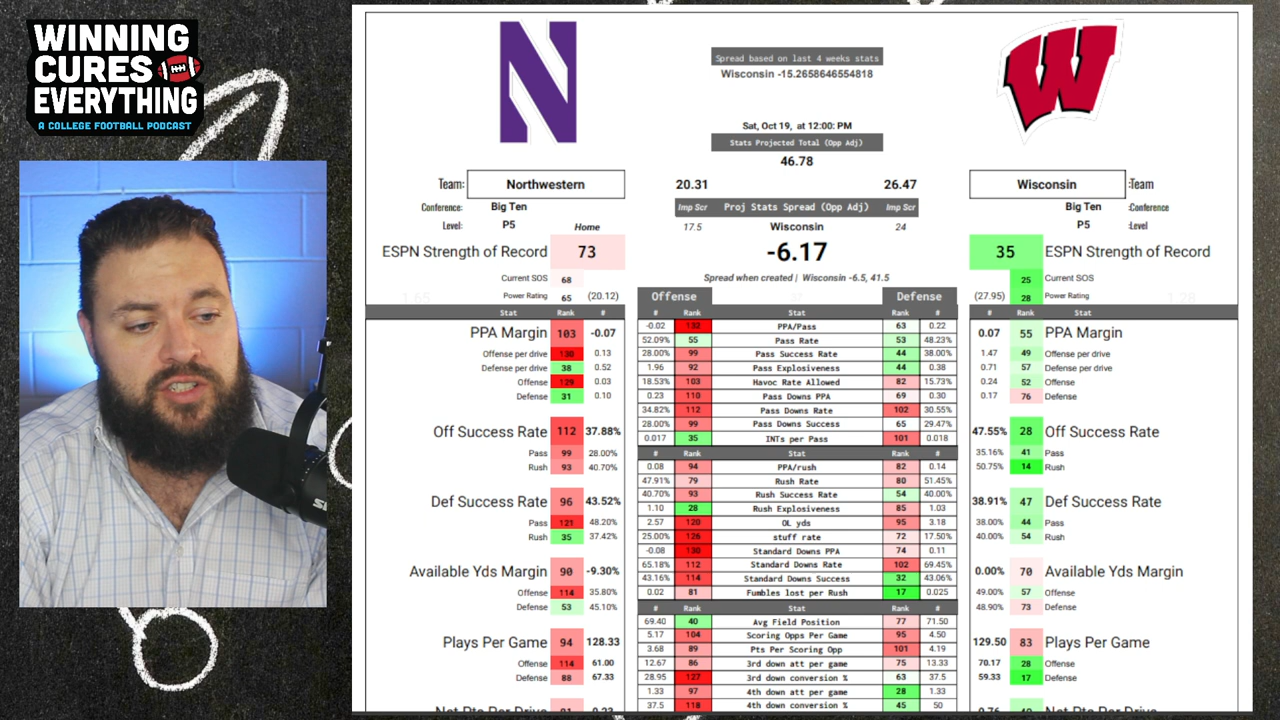 WINNING
CURES
EVERYTHING
A COLLEGE FOOTBALL PODCAST
Spread based on last 4 weeks stats
Wisconsin -15.2658646554818
Sat, Oct 19, at 12:00: PM
Stats Projected Total (Opp Adj)
46.78
Team: Northwestern 20.31 26.47 Wisconsin :Team
Conference: Big Ten Imp Scr Proj Stats Spread (Opp Adj) Imp Scr Big Ten :Conference
Level: P5 Home 17.5 Wisconsin 24 P5 :Level
ESPN Strength of Record 73 -6.17 35 ESPN Strength of Record
Current SOS 68 Spread when created | Wisconsin -6.5, 41.5 25 Current SOS
Power Rating 65 (20.12) Offense Defense (27.95) 28 Power Rating
Stat Rank # # Rank Stat Rank # # Rank Stat
PPA Margin 103 -0.07
Offense per drive 130 0.13
Defense per drive 38 0.52
Offense 129 0.03
Defense 31 0.10
Off Success Rate 112 37.88%
Pass 99 28.00%
Rush 93 40.70%
Def Success Rate 96 43.52%
Pass 121 48.20%
Rush 35 37.42%
Available Yds Margin 90 -9.30%
Offense 114 35.80%
Defense 53 45.10%
Plays Per Game 94 128.33
Offense 114 61.00
Defense 88 67.33
-0.02 132 PPA/Pass 63 0.22
52.09% 55 Pass Rate 53 48.23%
28.00% 99 Pass Success Rate 44 38.00%
1.96 92 Pass Explosiveness 44 0.38
18.53% 103 Havoc Rate Allowed 82 15.73%
0.23 110 Pass Downs PPA 69 0.30
34.82% 112 Pass Downs Rate 102 30.55%
28.00% 99 Pass Downs Success 65 29.47%
0.017 35 INTs per Pass 101 0.018
# Rank Stat Rank #
0.08 94 PPA/rush 82 0.14
47.91% 79 Rush Rate 80 51.45%
40.70% 93 Rush Success Rate 54 40.00%
1.10 28 Rush Explosiveness 85 1.03
2.57 120 OL yds 95 3.18
25.00% 126 stuff rate 72 17.50%
-0.08 130 Standard Downs PPA 74 0.11
65.18% 112 Standard Downs Rate 102 69.45%
43.16% 114 Standard Downs Success 32 43.06%
0.02 81 Fumbles lost per Rush 17 0.025
# Rank Stat Rank #
69.40 40 Avg Field Position 77 71.50
5.17 104 Scoring Opps Per Game 95 4.50
3.68 89 Pts Per Scoring Opp 101 4.19
12.67 86 3rd down att per game 75 13.33
28.95 127 3rd down conversion % 63 37.5
1.33 97 4th down att per game 28 1.33
37.5 118 4th down conversion % 45 50
0.07 55 PPA Margin
1.47 49 Offense per drive
0.71 57 Defense per drive
0.24 52 Offense
0.17 76 Defense
47.55% 28 Off Success Rate
35.16% 41 Pass
50.75% 14 Rush
38.91% 47 Def Success Rate
38.00% 44 Pass
40.00% 54 Rush
0.00% 70 Available Yds Margin
49.00% 57 Offense
48.90% 73 Defense
129.50 83 Plays Per Game
70.17 28 Offense
59.33 17 Defense